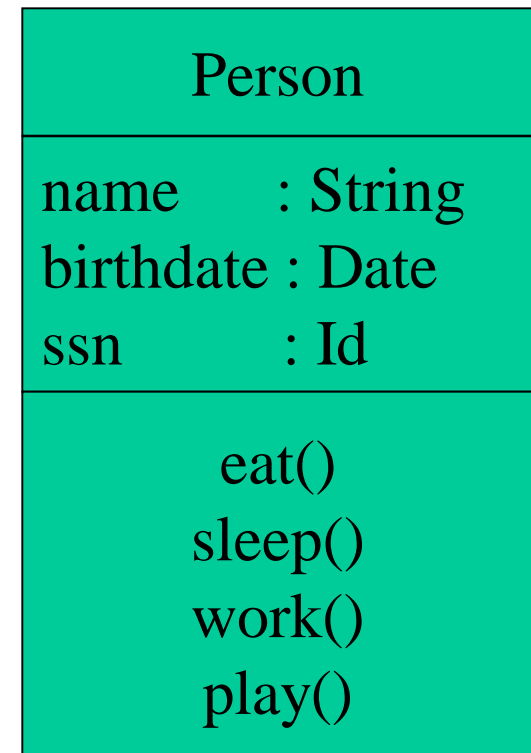 Person
name : String
birthdate : Date
ssn : Id
eat()
sleep()
work()
play()